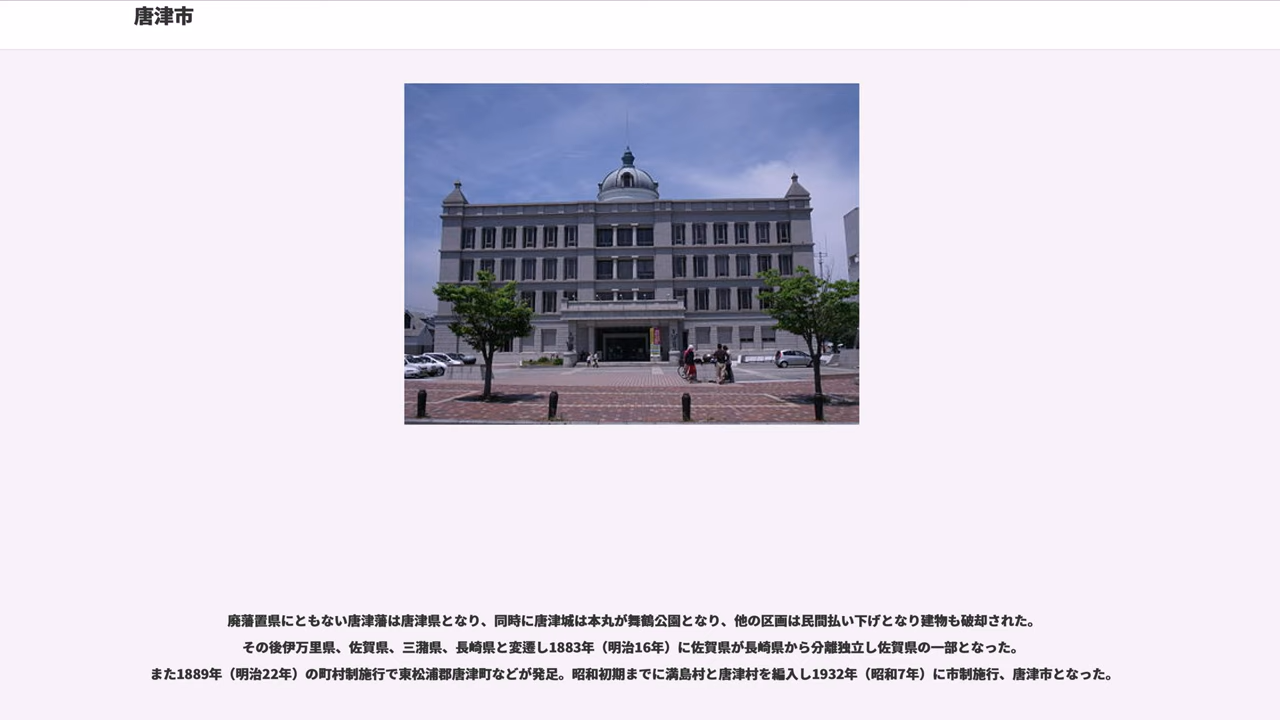 唐津市
廃藩置県にともない唐津藩は唐津県となり、同時に唐津城は本丸が舞鶴公園となり、他の区画は民間払い下げとなり建物も破却された。
その後伊万里県、佐賀県、三潴県、長崎県と変遷し1883年（明治16年）に佐賀県が長崎県から分離独立し佐賀県の一部となった。
また1889年（明治22年）の町村制施行で東松浦郡唐津町などが発足。昭和初期までに満島村と唐津村を編入し1932年（昭和7年）に市制施行、唐津市となった。